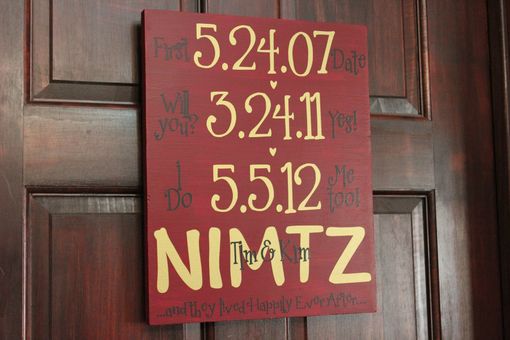 First 5.24.07 Date
Will you? 3.24.11 Yes!
I Do 5.5.12 Me too!
NIMTZ
Tim & Kim
...and they lived Happily Ever After...